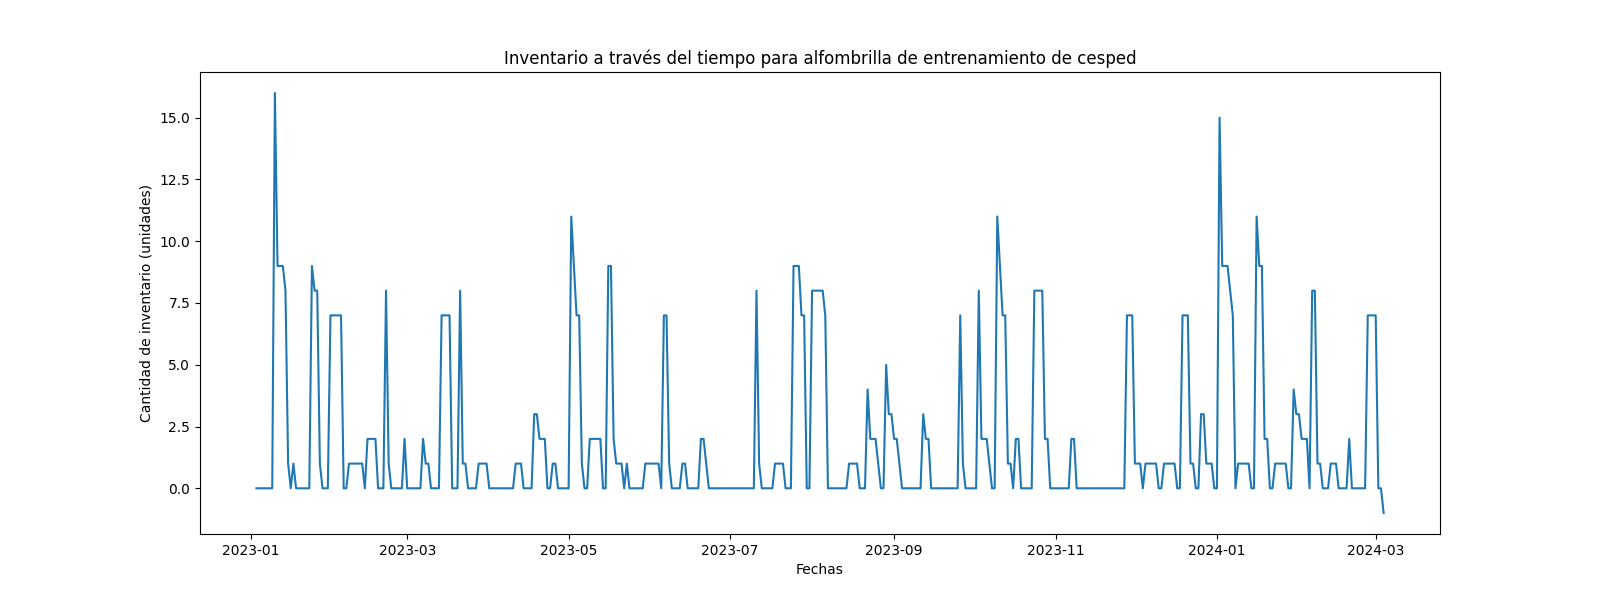 Inventario a través del tiempo para alfombrilla de entrenamiento de cesped
Cantidad de inventario (unidades)
15.0
12.5
10.0
7.5
5.0
2.5
0.0
2023-01 2023-03 2023-05 2023-07 2023-09 2023-11 2024-01 2024-03
Fechas